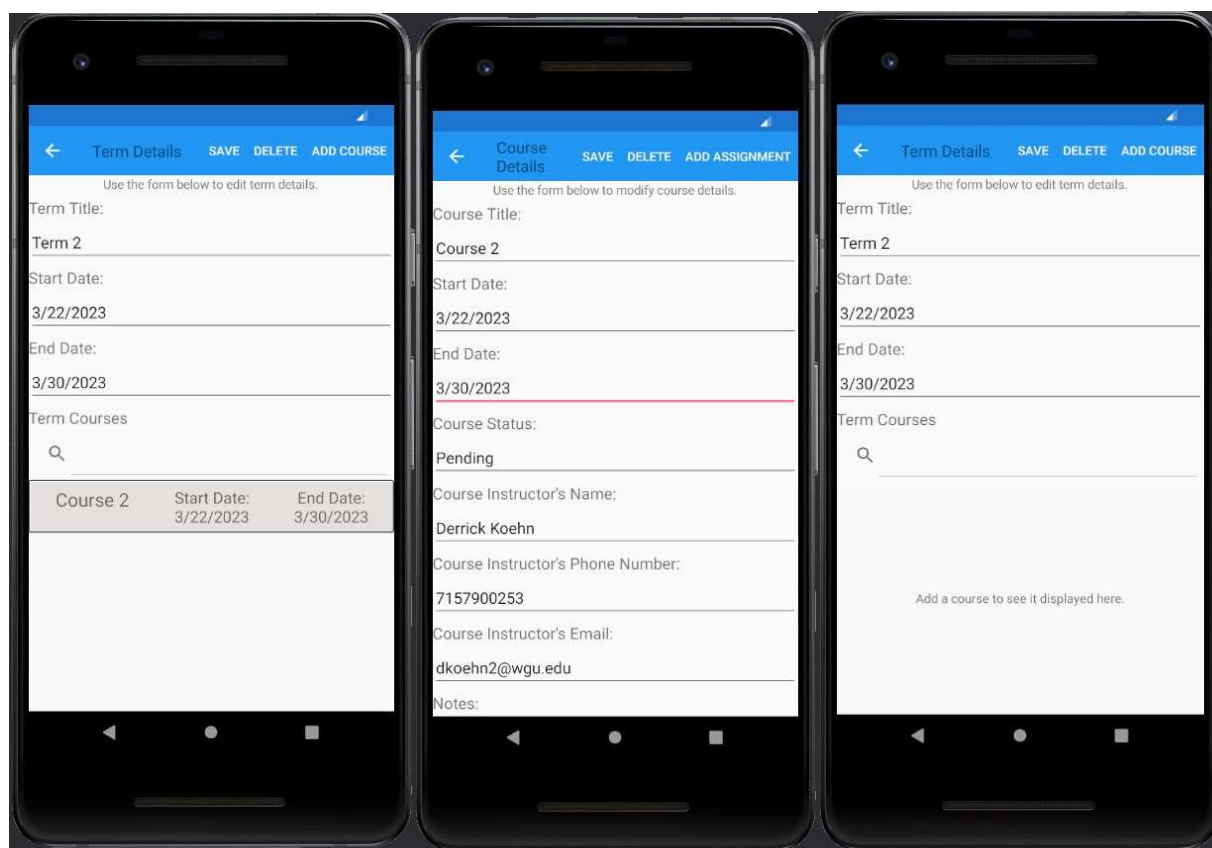 Term Details SAVE DELETE ADD COURSE
Use the form below to edit term details.
Term Title:
Term 2
Start Date:
3/22/2023
End Date:
3/30/2023
Term Courses
Course 2 Start Date: End Date:
3/22/2023 3/30/2023
Course
Details SAVE DELETE ADD ASSIGNMENT
Use the form below to modify course details.
Course Title:
Course 2
Start Date:
3/22/2023
End Date:
3/30/2023
Course Status:
Pending
Course Instructor's Name:
Derrick Koehn
Course Instructor's Phone Number:
7157900253
Course Instructor's Email:
dkoehn2@wgu.edu
Notes:
Term Details SAVE DELETE ADD COURSE
Use the form below to edit term details.
Term Title:
Term 2
Start Date:
3/22/2023
End Date:
3/30/2023
Term Courses
Add a course to see it displayed here.